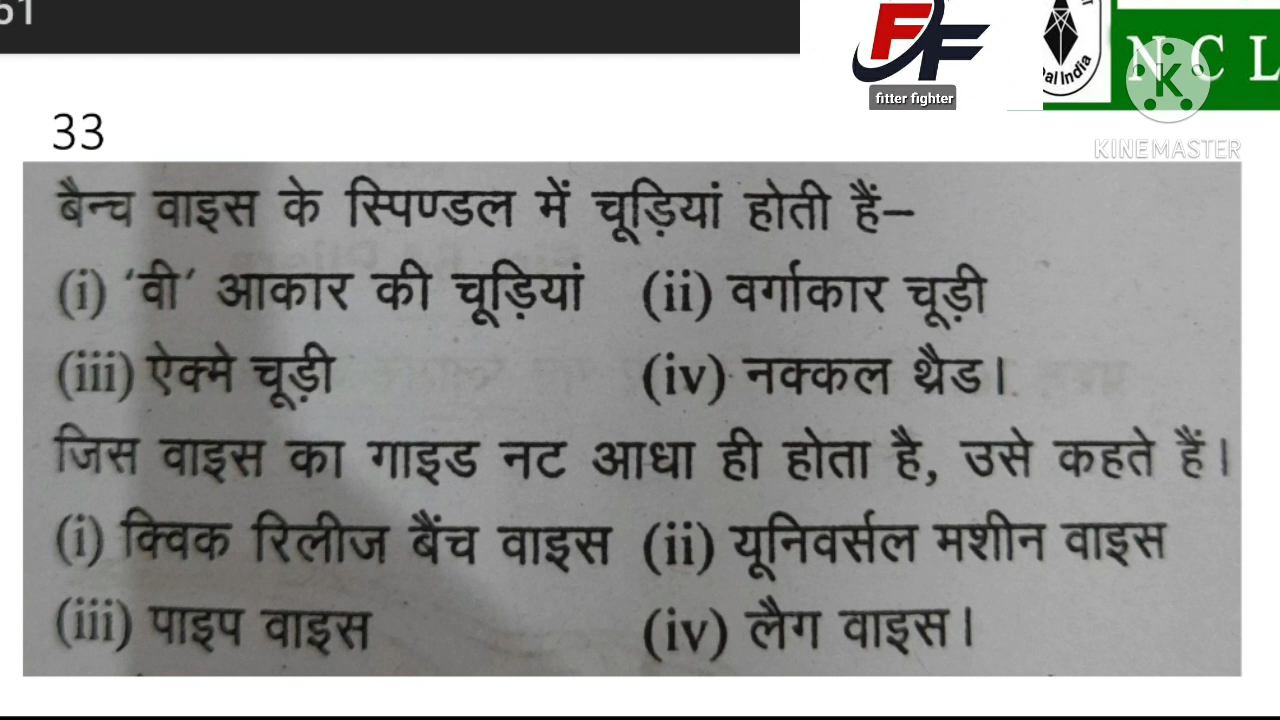 51
F F
fitter fighter
al India
N C L
K
KINEMASTER
33
बैन्च वाइस के स्पिण्डल में चूड़ियां होती हैं–
(i) 'वी' आकार की चूड़ियां (ii) वर्गाकार चूड़ी
(iii) ऐक्मे चूड़ी (iv) नक्कल थ्रैड।
जिस वाइस का गाइड नट आधा ही होता है, उसे कहते हैं।
(i) क्विक रिलीज बैंच वाइस (ii) यूनिवर्सल मशीन वाइस
(iii) पाइप वाइस (iv) लैग वाइस।